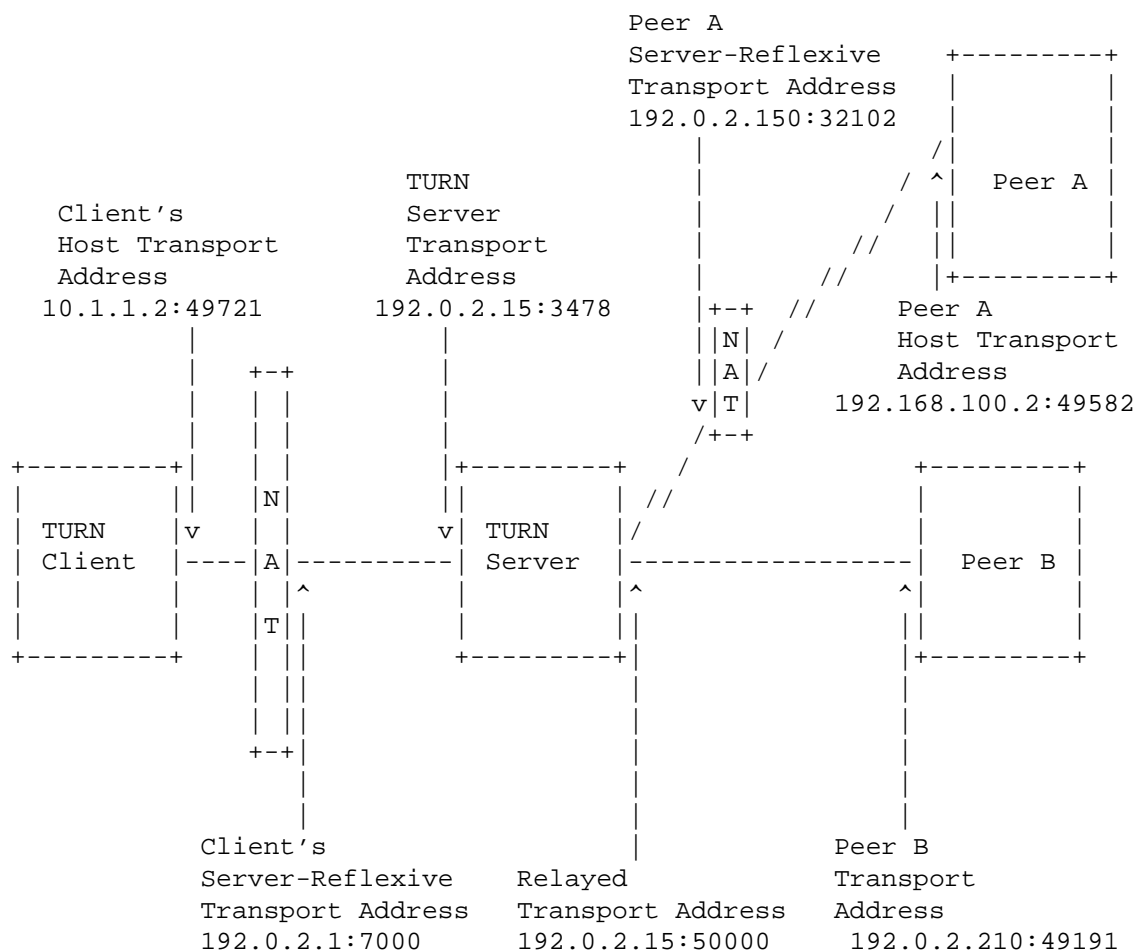 Peer A
Server-Reflexive
Transport Address
192.0.2.150:32102
TURN
Peer A
Client's
Server
Host Transport
Transport
Address
Address
10.1.1.2:49721
192.0.2.15:3478
Peer A
N
Host Transport
A
Address
T
192.168.100.2:49582
N
TURN
TURN
Client
A
Server
Peer B
T
Client's
Peer B
Server-Reflexive
Relayed
Transport
Transport Address
Transport Address
Address
192.0.2.1:7000
192.0.2.15:50000
192.0.2.210:49191